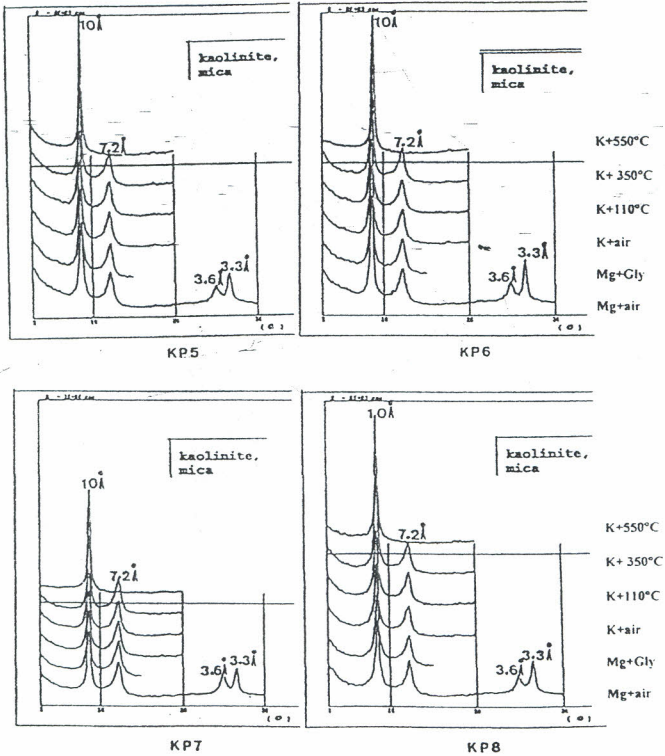 10Å
kaolinite,
mica
7.2Å
3.6Å
3.3Å
(θ)
KP5
10Å
kaolinite,
mica
7.2Å
3.6Å
3.3Å
(θ)
KP6
K+550°C
K+ 350°C
K+110°C
K+air
Mg+Gly
Mg+air
10Å
kaolinite,
mica
7.2Å
3.6Å
3.3Å
(θ)
KP7
10Å
kaolinite,
mica
7.2Å
3.6Å
3.3Å
(θ)
KP8
K+550°C
K+ 350°C
K+110°C
K+air
Mg+Gly
Mg+air